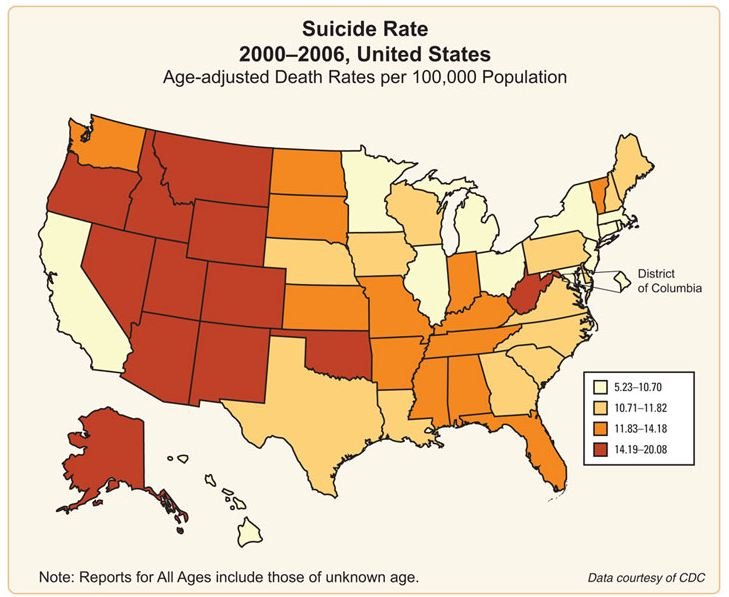 Suicide Rate
2000–2006, United States
Age-adjusted Death Rates per 100,000 Population
District
of Columbia
5.23–10.70
10.71–11.82
11.83–14.18
14.19–20.08
Note: Reports for All Ages include those of unknown age.
Data courtesy of CDC